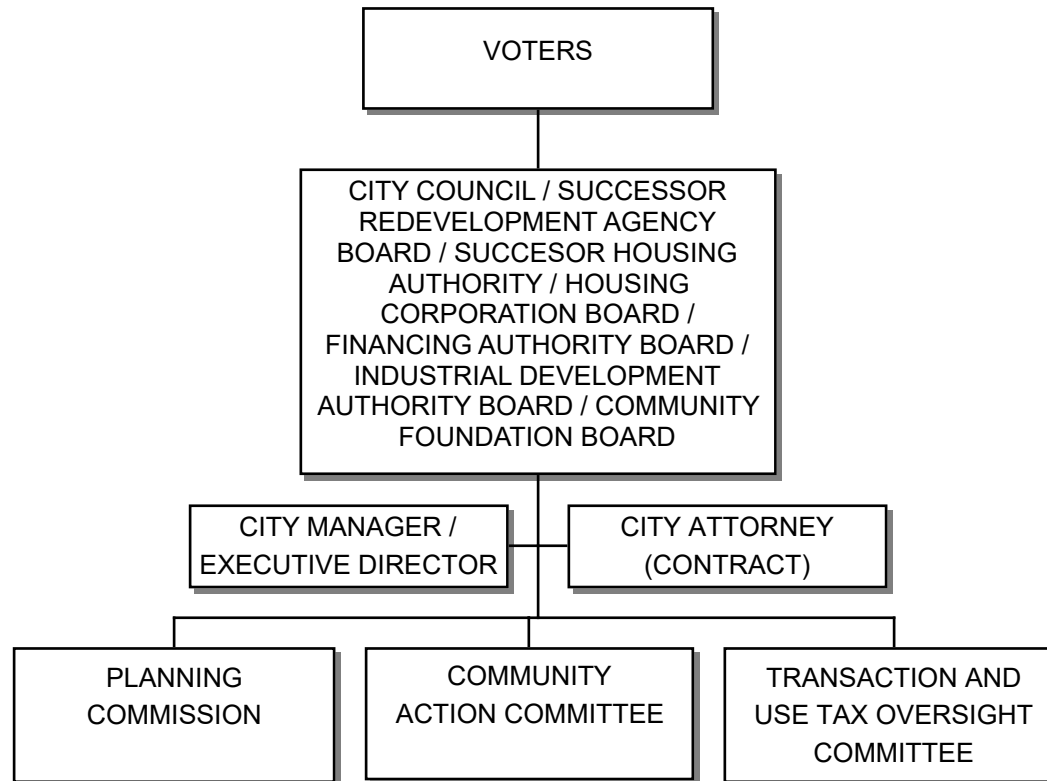 VOTERS
CITY COUNCIL / SUCCESSOR
REDEVELOPMENT AGENCY
BOARD / SUCCESOR HOUSING
AUTHORITY / HOUSING
CORPORATION BOARD /
FINANCING AUTHORITY BOARD /
INDUSTRIAL DEVELOPMENT
AUTHORITY BOARD / COMMUNITY
FOUNDATION BOARD
CITY MANAGER /
EXECUTIVE DIRECTOR
CITY ATTORNEY
(CONTRACT)
PLANNING
COMMISSION
COMMUNITY
ACTION COMMITTEE
TRANSACTION AND
USE TAX OVERSIGHT
COMMITTEE